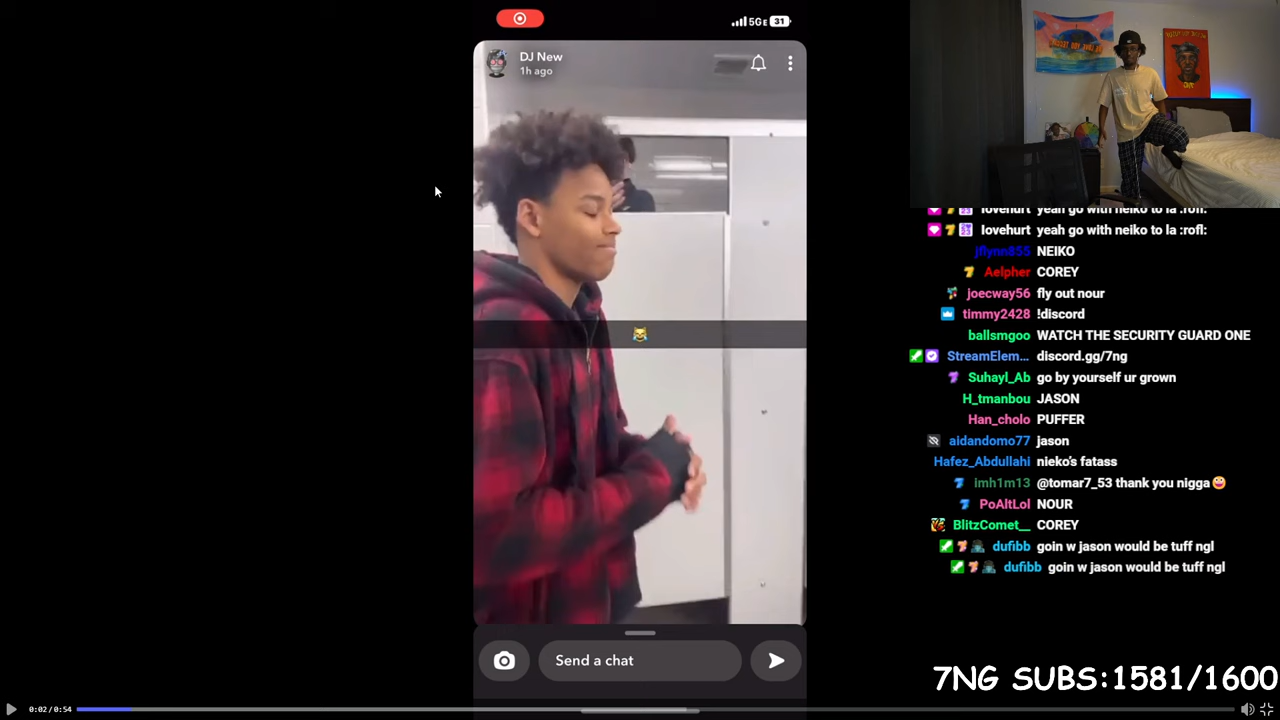 5GE 31
DJ New
1h ago
Send a chat
0:02/0:54
lovehurt yeah go with neiko to la :rofl:
lovehurt yeah go with neiko to la :rofl:
jflynn855 NEIKO
Aelpher COREY
joecway56 fly out nour
timmy2428 !discord
ballsmgoo WATCH THE SECURITY GUARD ONE
StreamElem... discord.gg/7ng
Suhayl_Ab go by yourself ur grown
H_tmanbou JASON
Han_cholo PUFFER
aidandomo77 jason
Hafez_Abdullahi nieko’s fatass
imh1m13 @tomar7_53 thank you nigga
PoAltLol NOUR
BlitzComet__ COREY
dufibb goin w jason would be tuff ngl
dufibb goin w jason would be tuff ngl
7NG SUBS:1581/1600